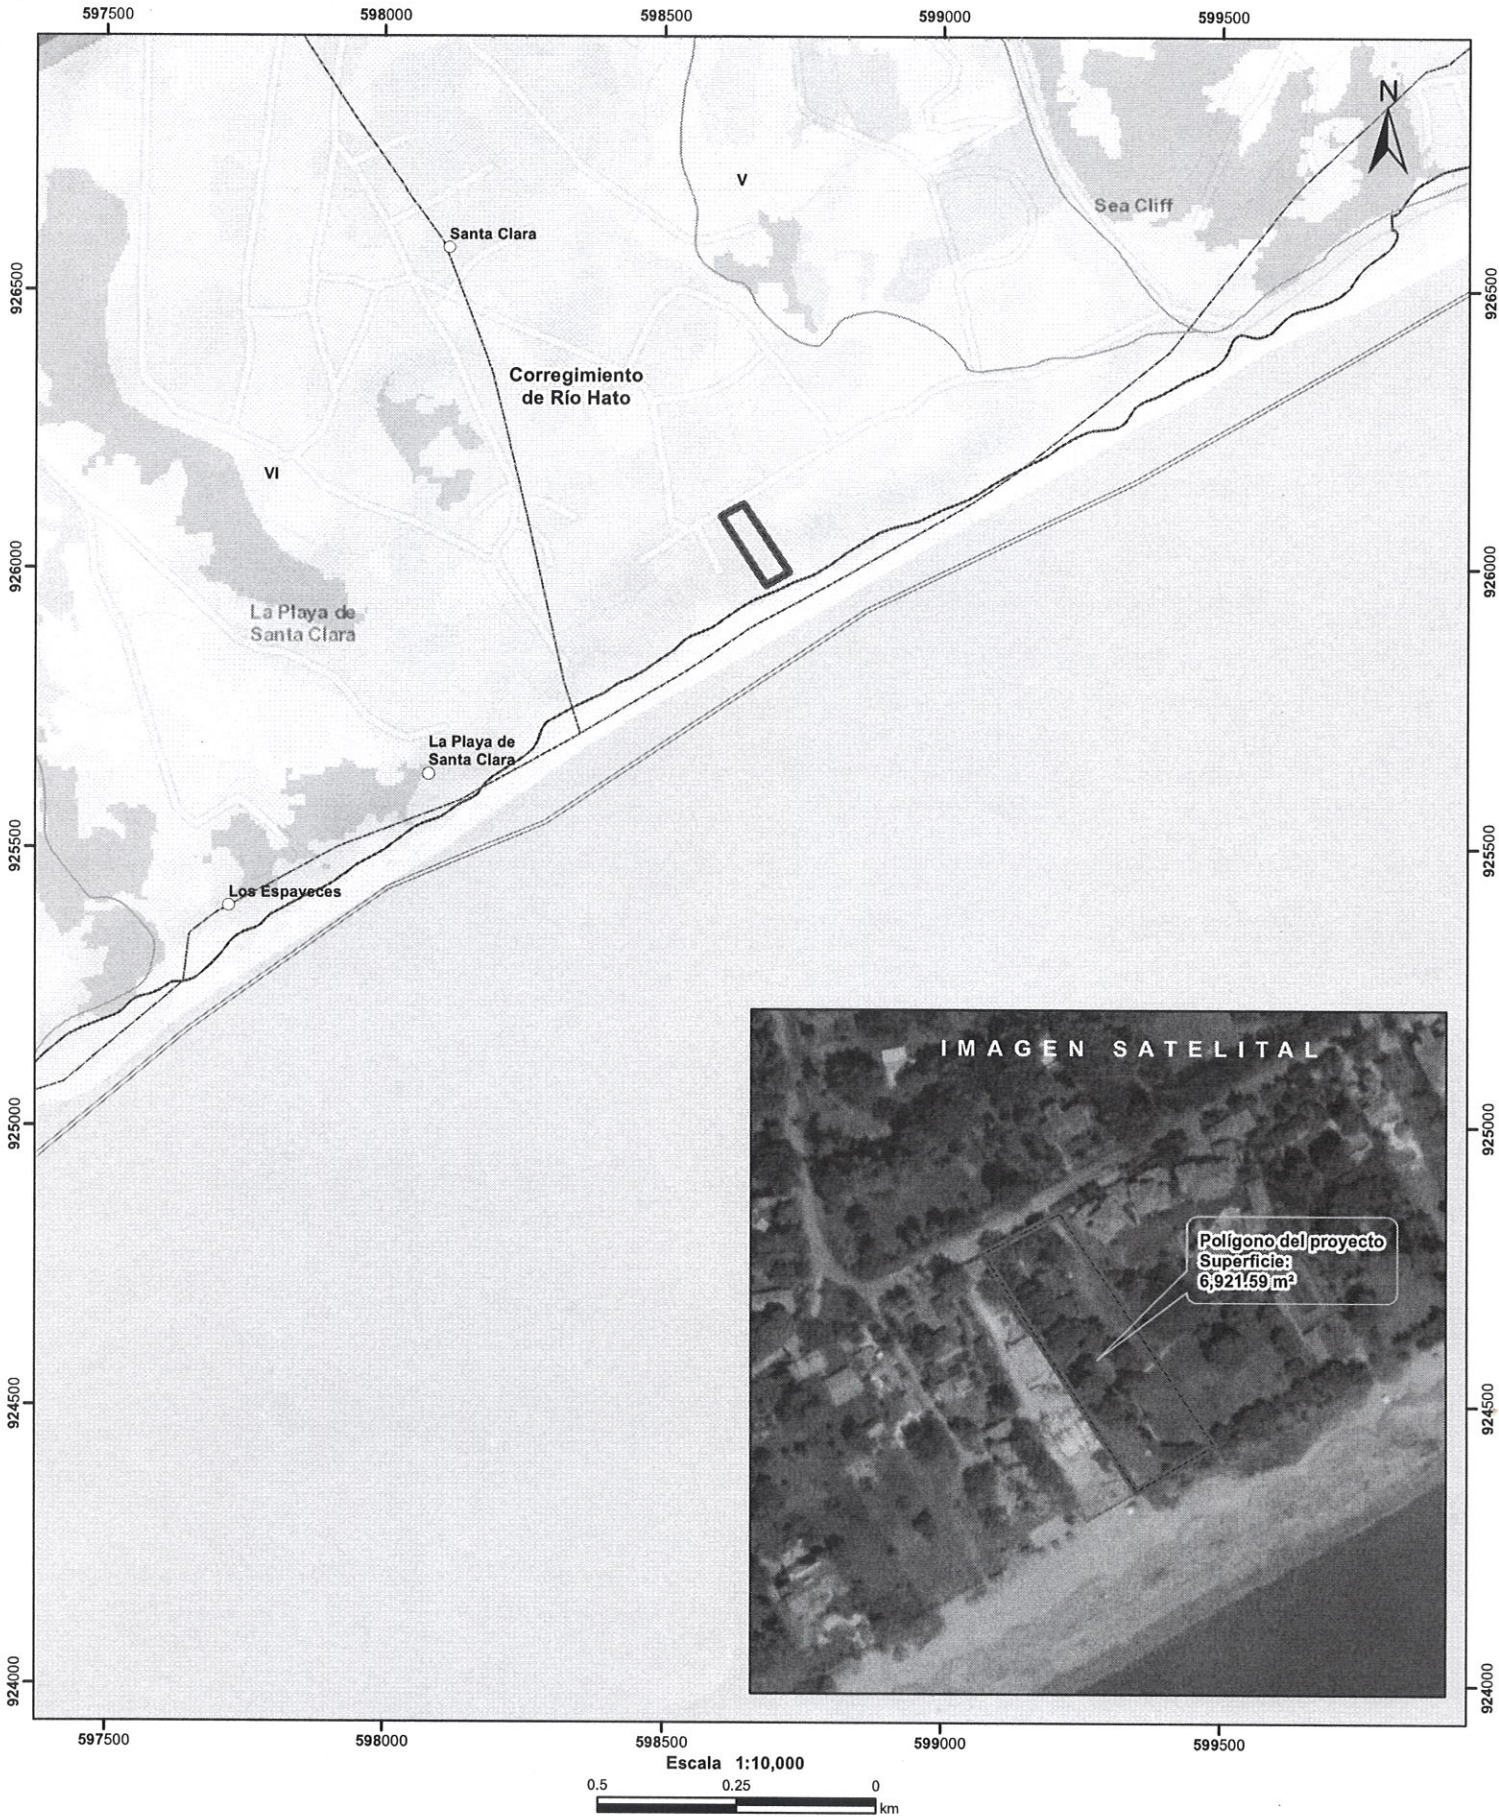 597500
598000
598500
599000
599500
N
V
Sea Cliff
Santa Clara
926500
926500
Corregimiento
de Río Hato
VI
926000
926000
La Playa de
Santa Clara
La Playa de
Santa Clara
925500
925500
Los Espaveces
IMAGEN SATELITAL
925000
925000
Polígono del proyecto
Superficie:
6,921.59 m²
924500
924500
924000
924000
597500
598000
598500
599000
599500
Escala 1:10,000
0.5
0.25
0
km